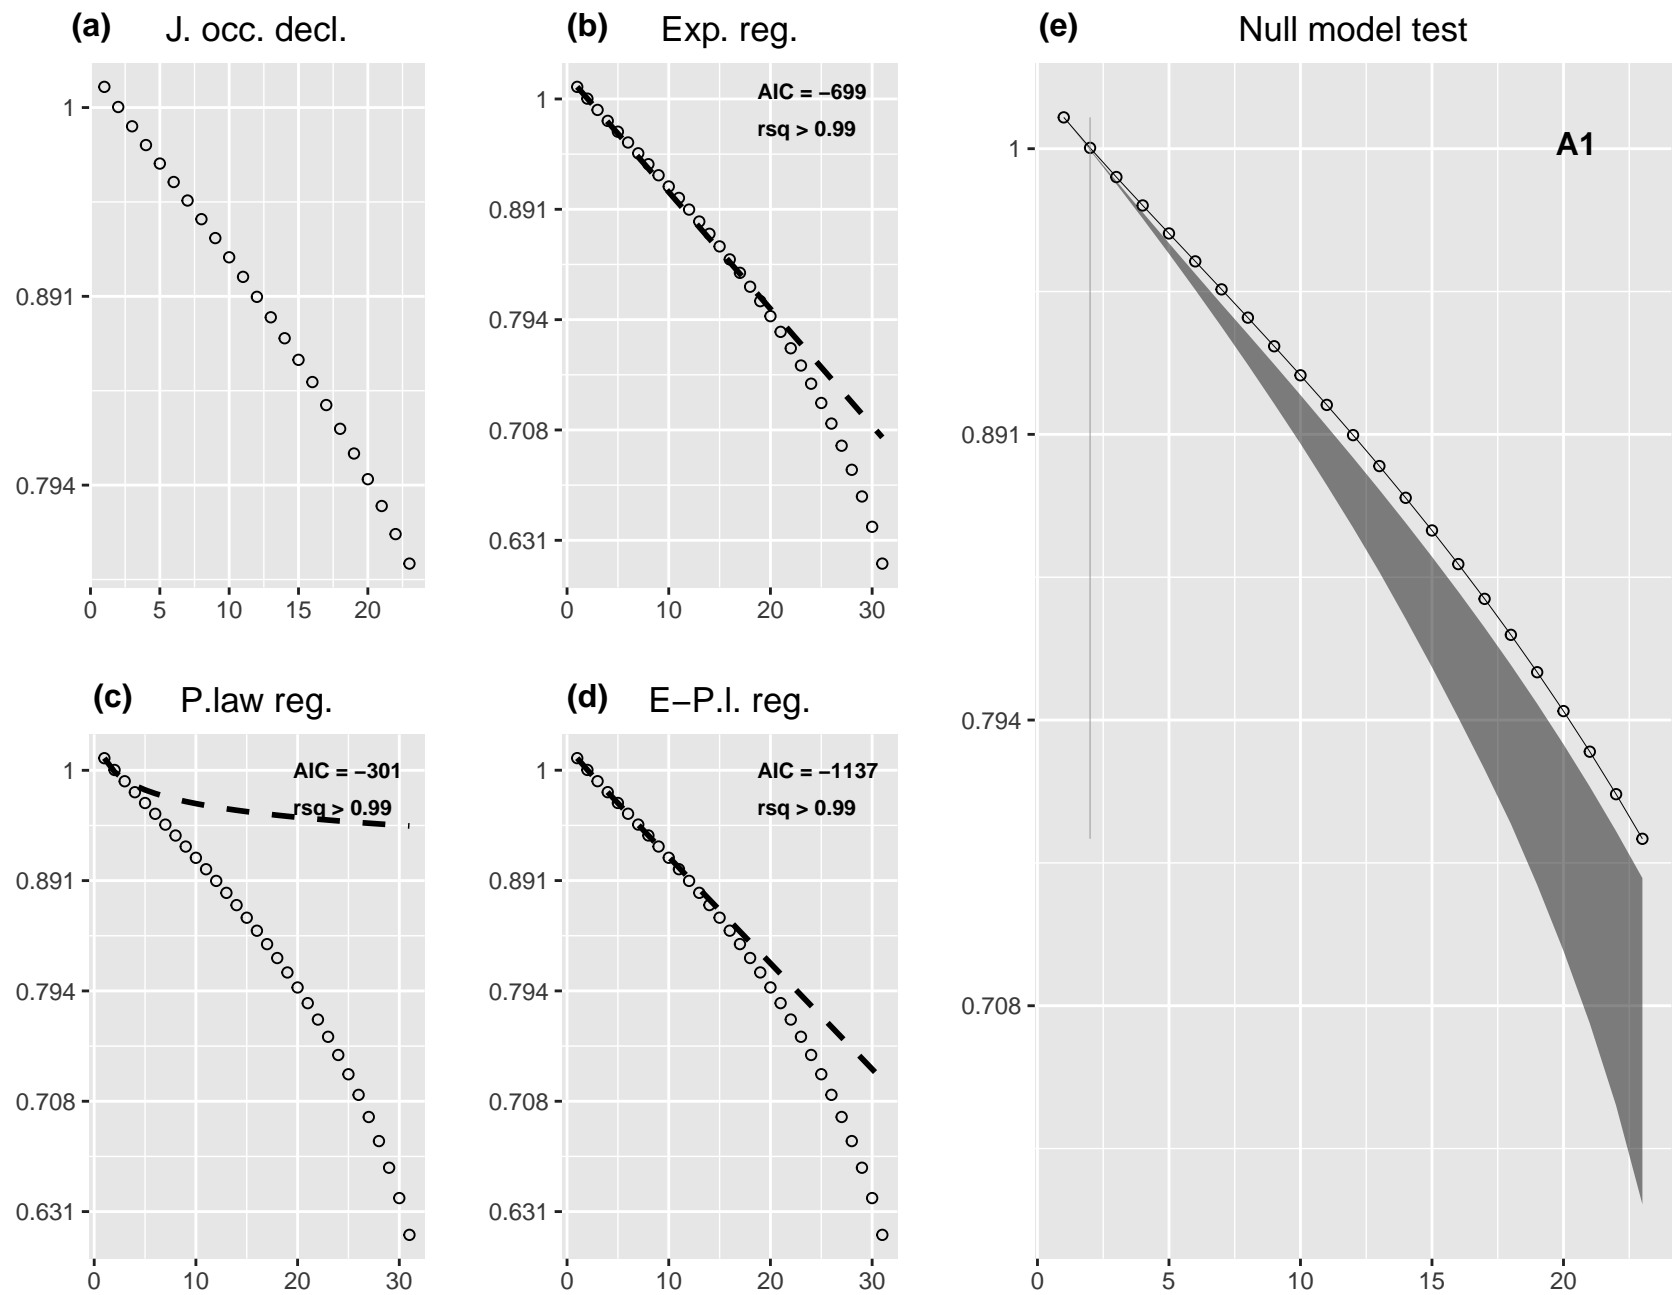 (a) J. occ. decl.
1
0.891
0.794
0 5 10 15 20
(b) Exp. reg.
AIC = −699
rsq > 0.99
1
0.891
0.794
0.708
0.631
0 10 20 30
(c) P.law reg.
AIC = −301
rsq > 0.99
1
0.891
0.794
0.708
0.631
0 10 20 30
(d) E−P.l. reg.
AIC = −1137
rsq > 0.99
1
0.891
0.794
0.708
0.631
0 10 20 30
(e) Null model test
A1
1
0.891
0.794
0.708
0 5 10 15 20